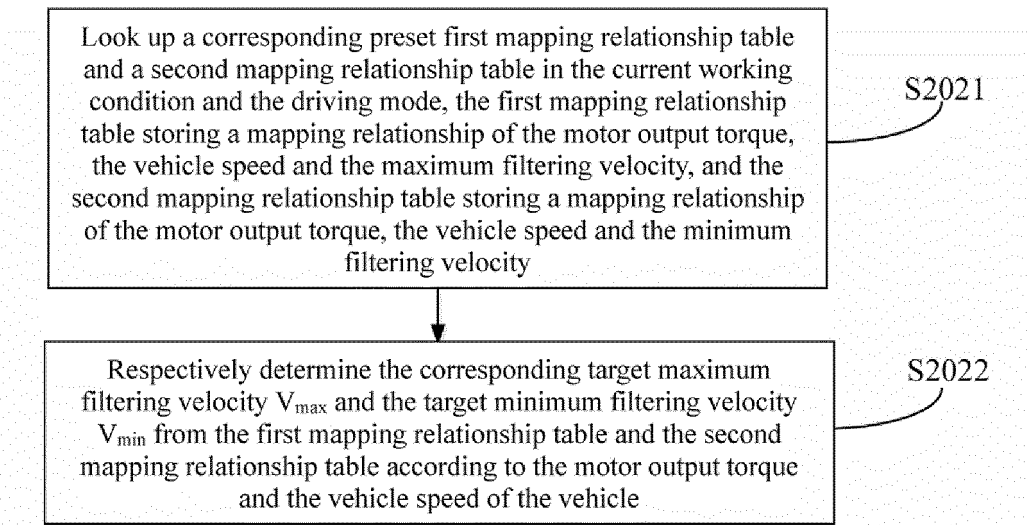 Look up a corresponding preset first mapping relationship table
and a second mapping relationship table in the current working
condition and the driving mode, the first mapping relationship
table storing a mapping relationship of the motor output torque,
the vehicle speed and the maximum filtering velocity, and the
second mapping relationship table storing a mapping relationship
of the motor output torque, the vehicle speed and the minimum
filtering velocity
S2021
Respectively determine the corresponding target maximum
filtering velocity Vmax and the target minimum filtering velocity
Vmin from the first mapping relationship table and the second
mapping relationship table according to the motor output torque
and the vehicle speed of the vehicle
S2022